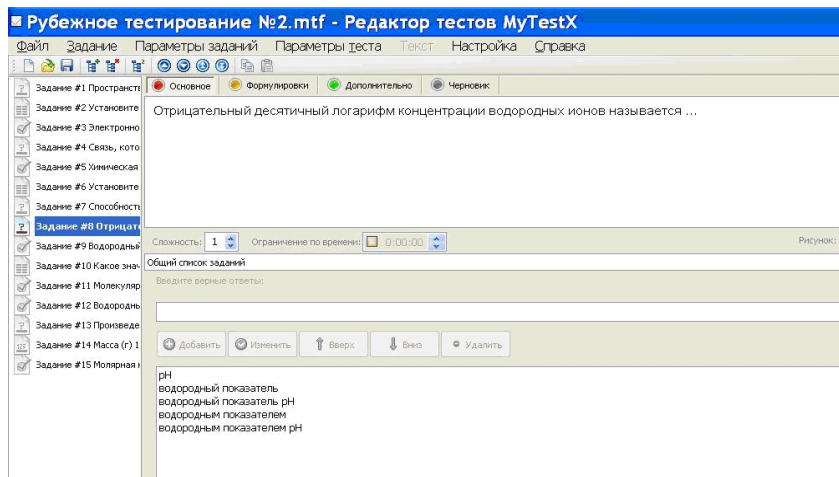 Рубежное тестирование №2.mtf - Редактор тестов MyTestX
Файл Задание Параметры заданий Параметры теста Текст Настройка Справка
Задание #1 Пространств
Задание #2 Установите
Задание #3 Электронно
Задание #4 Связь, кото
Задание #5 Химическая
Задание #6 Установите
Задание #7 Способность
Задание #8 Отрицат
Задание #9 Водородный
Задание #10 Какое знач
Задание #11 Молекуляр
Задание #12 Водородны
Задание #13 Произведе
Задание #14 Масса (г) 1
Задание #15 Молярная
Основное Формулировки Дополнительно Черновик
Отрицательный десятичный логарифм концентрации водородных ионов называется ...
Сложность: 1 Ограничение по времени: 0:00:00 Рисунок:
Общий список заданий
Введите верные ответы:
Добавить Изменить Вверх Вниз Удалить
pH
водородный показатель
водородный показатель pH
водородным показателем
водородным показателем pH